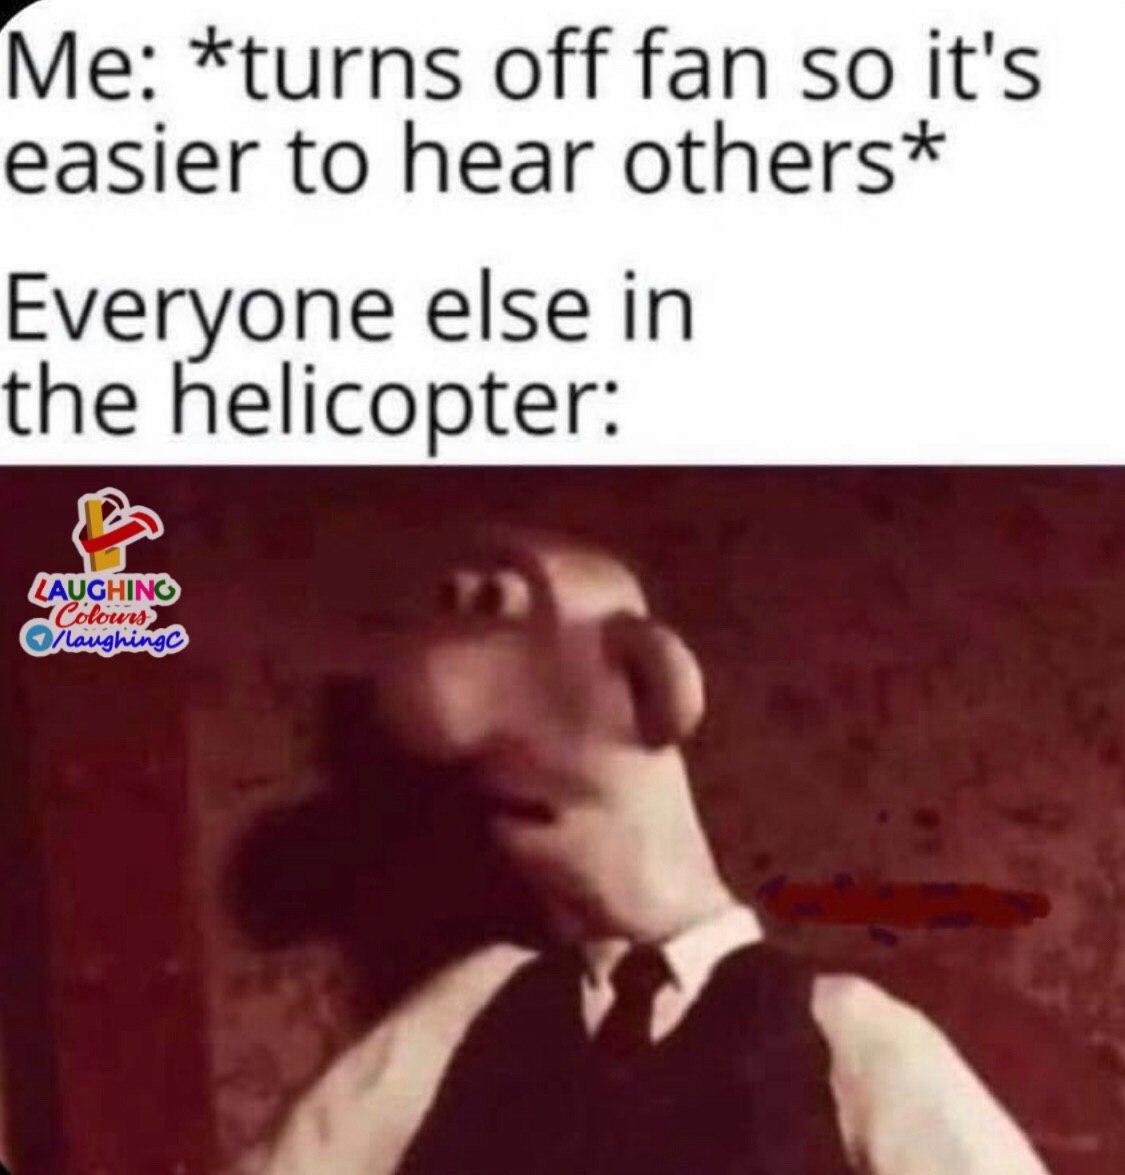 Me: *turns off fan so it's
easier to hear others*
Everyone else in
the helicopter:
LAUGHING
Colours
/laughingC